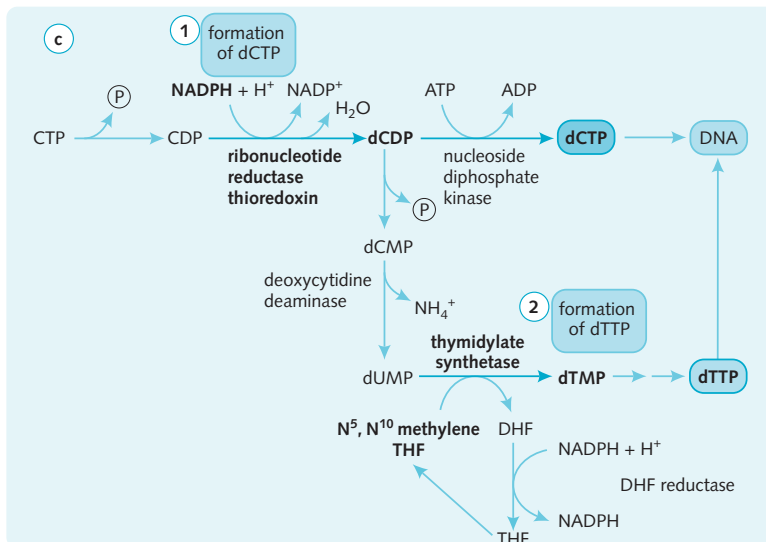 c
1
formation
of dCTP
NADPH + H⁺
NADP⁺
H₂O
ATP
ADP
P
CTP
CDP
dCDP
dCTP
DNA
ribonucleotide
reductase
thioredoxin
nucleoside
diphosphate
kinase
P
dCMP
deoxycytidine
deaminase
NH₄⁺
2
formation
of dTTP
thymidylate
synthetase
dUMP
dTMP
dTTP
N⁵, N¹⁰ methylene
THF
DHF
NADPH + H⁺
DHF reductase
NADPH
THF